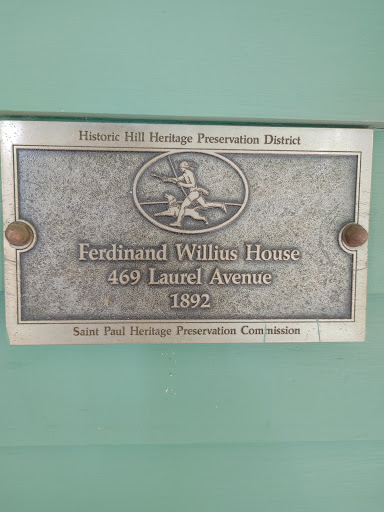 Historic Hill Heritage Preservation District
Ferdinand Willius House
469 Laurel Avenue
1892
Saint Paul Heritage Preservation Commission